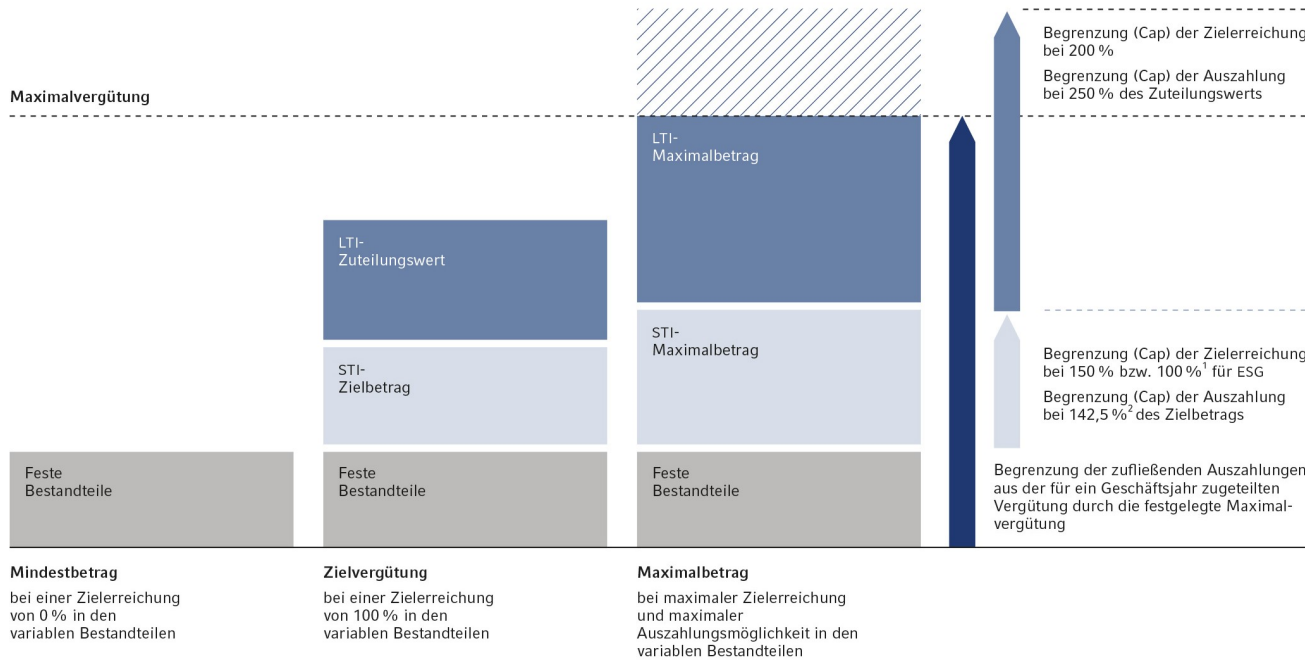 Maximalvergütung
Begrenzung (Cap) der Zielerreichung
bei 200 %
Begrenzung (Cap) der Auszahlung
bei 250 % des Zuteilungswerts
LTI-
Maximalbetrag
LTI-
Zuteilungswert
STI-
Maximalbetrag
STI-
Zielbetrag
Begrenzung (Cap) der Zielerreichung
bei 150 % bzw. 100 %¹ für ESG
Begrenzung (Cap) der Auszahlung
bei 142,5 %² des Zielbetrags
Feste
Bestandteile
Feste
Bestandteile
Feste
Bestandteile
Begrenzung der zufließenden Auszahlungen
aus der für ein Geschäftsjahr zugeteilten
Vergütung durch die festgelegte Maximal-
vergütung
Mindestbetrag
bei einer Zielerreichung
von 0 % in den
variablen Bestandteilen
Zielvergütung
bei einer Zielerreichung
von 100 % in den
variablen Bestandteilen
Maximalbetrag
bei maximaler Zielerreichung
und maximaler
Auszahlungsmöglichkeit in den
variablen Bestandteilen